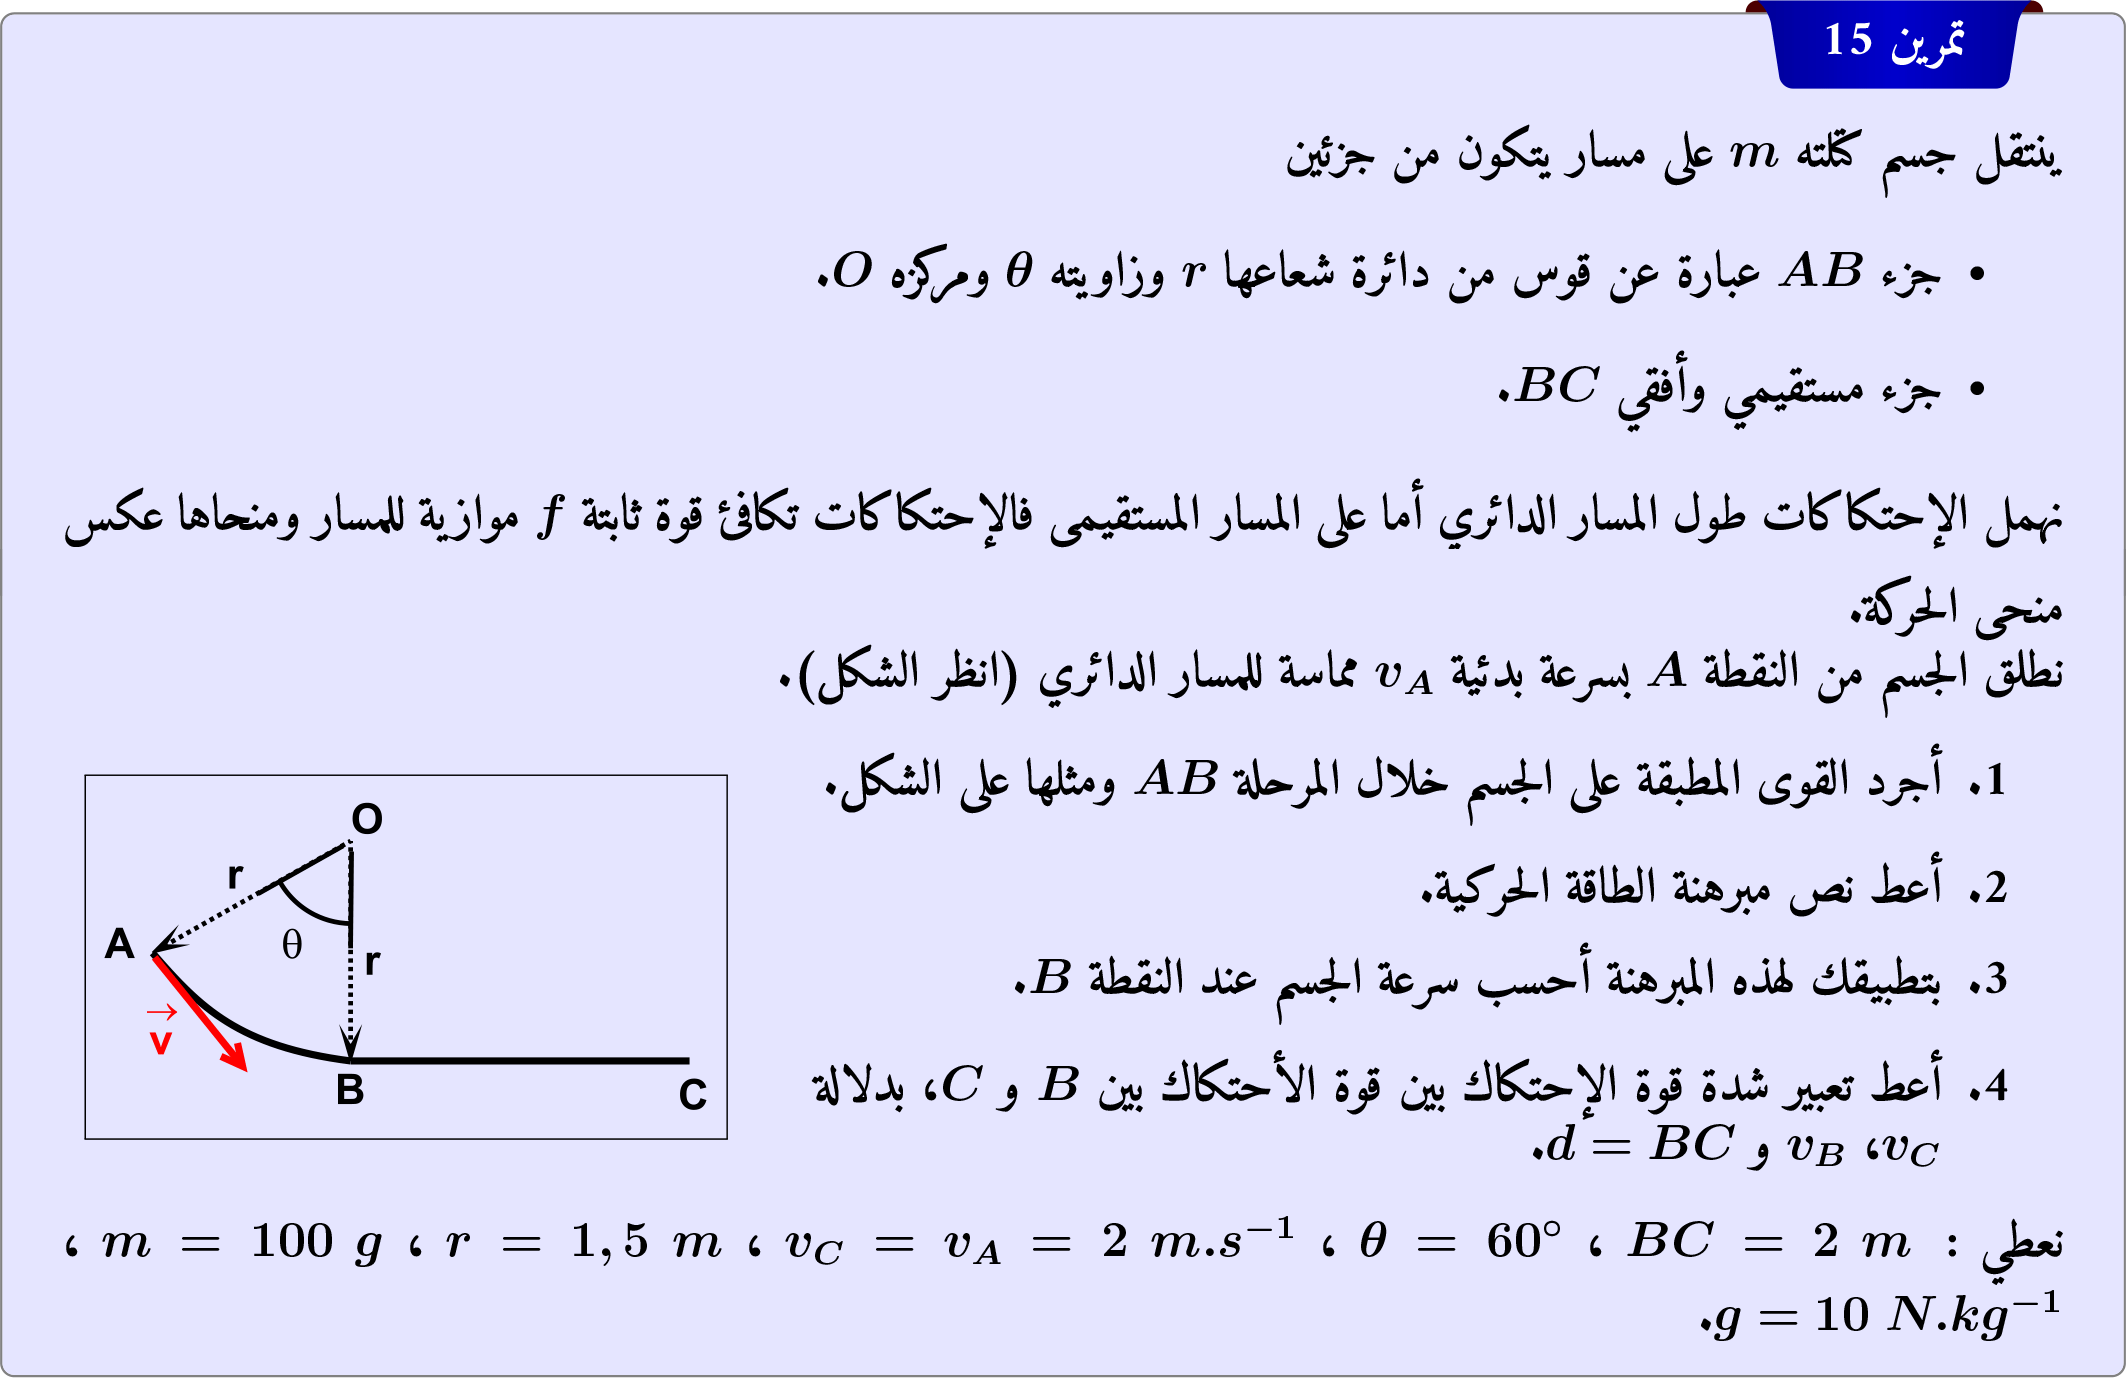 تمرين 15
ينتقل جسم كتلته m على مسار يتكون من جزئين
• جزء AB عبارة عن قوس من دائرة شعاعها r وزاويته θ ومركزه O.
• جزء مستقيمي وأفقي BC.
نهمل الإحتكاكات طول المسار الدائري أما على المسار المستقيمى فالإحتكاكات تكافئ قوة ثابتة f موازية للمسار ومنحاها عكس
منحى الحركة.
نطلق الجسم من النقطة A بسرعة بدئية v_A مماسة للمسار الدائري (انظر الشكل).
1. أجرد القوى المطبقة على الجسم خلال المرحلة AB ومثلها على الشكل.
2. أعط نص مبرهنة الطاقة الحركية.
3. بتطبيقك لهذه المبرهنة أحسب سرعة الجسم عند النقطة B.
4. أعط تعبير شدة قوة الإحتكاك بين قوة الأحتكاك بين B و C، بدلالة
v_C، v_B و d = BC.
O
r
A
θ
r
v→
B
C
نعطي : BC = 2 m ، θ = 60° ، v_C = v_A = 2 m.s⁻¹ ، r = 1,5 m ، m = 100 g ،
g = 10 N.kg⁻¹.